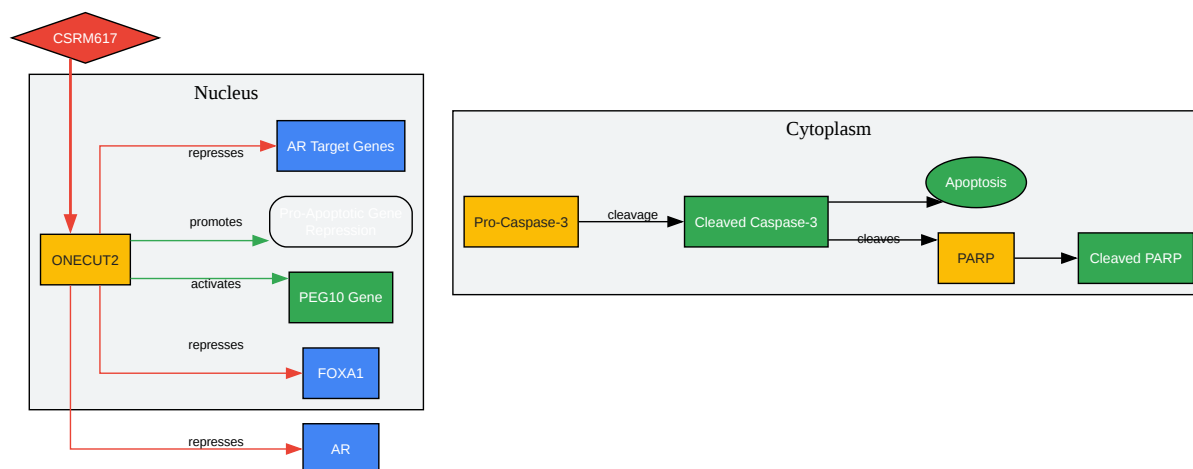 CSRM617
Nucleus
AR Target Genes
represses
Pro-Apoptotic Gene
Repression
promotes
ONECUT2
activates
PEG10 Gene
represses
FOXA1
represses
AR
Cytoplasm
Apoptosis
Pro-Caspase-3
cleavage
Cleaved Caspase-3
cleaves
PARP
Cleaved PARP